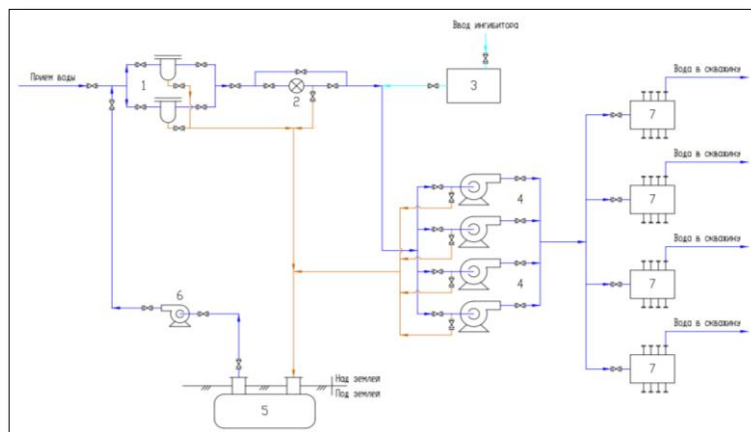 Ввод ингибитора
Прием воды
1
2
3
Вода в скважину
7
4
Вода в скважину
7
Вода в скважину
4
7
6
Вода в скважину
7
Над землей
Под землей
5